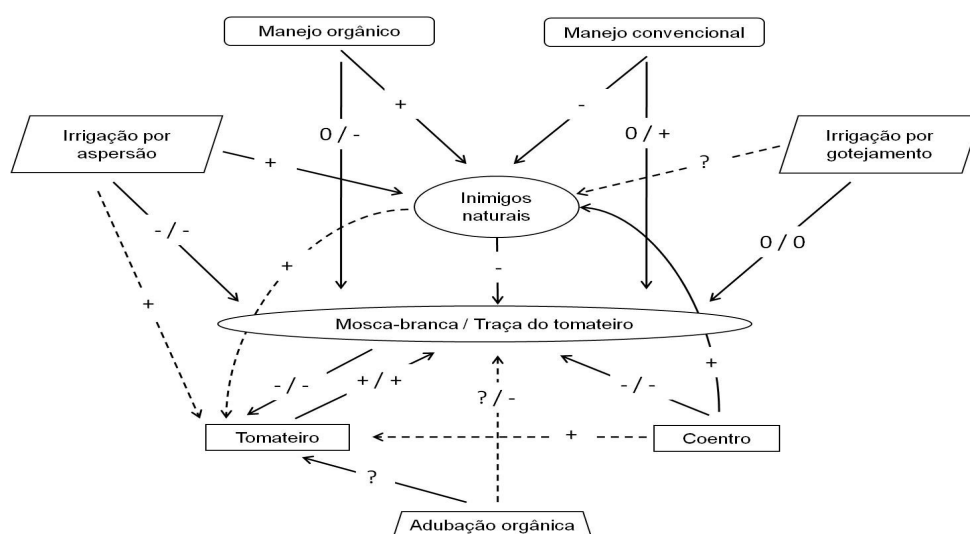 Manejo orgânico
Manejo convencional
+
-
0 / -
0 / +
Irrigação por
aspersão
Irrigação por
gotejamento
+
?
Inimigos
naturais
- / -
0 / 0
+
+
-
Mosca-branca / Traça do tomateiro
+
- / -
+ / +
? / -
- / -
Tomateiro
+
Coentro
?
Adubação orgânica